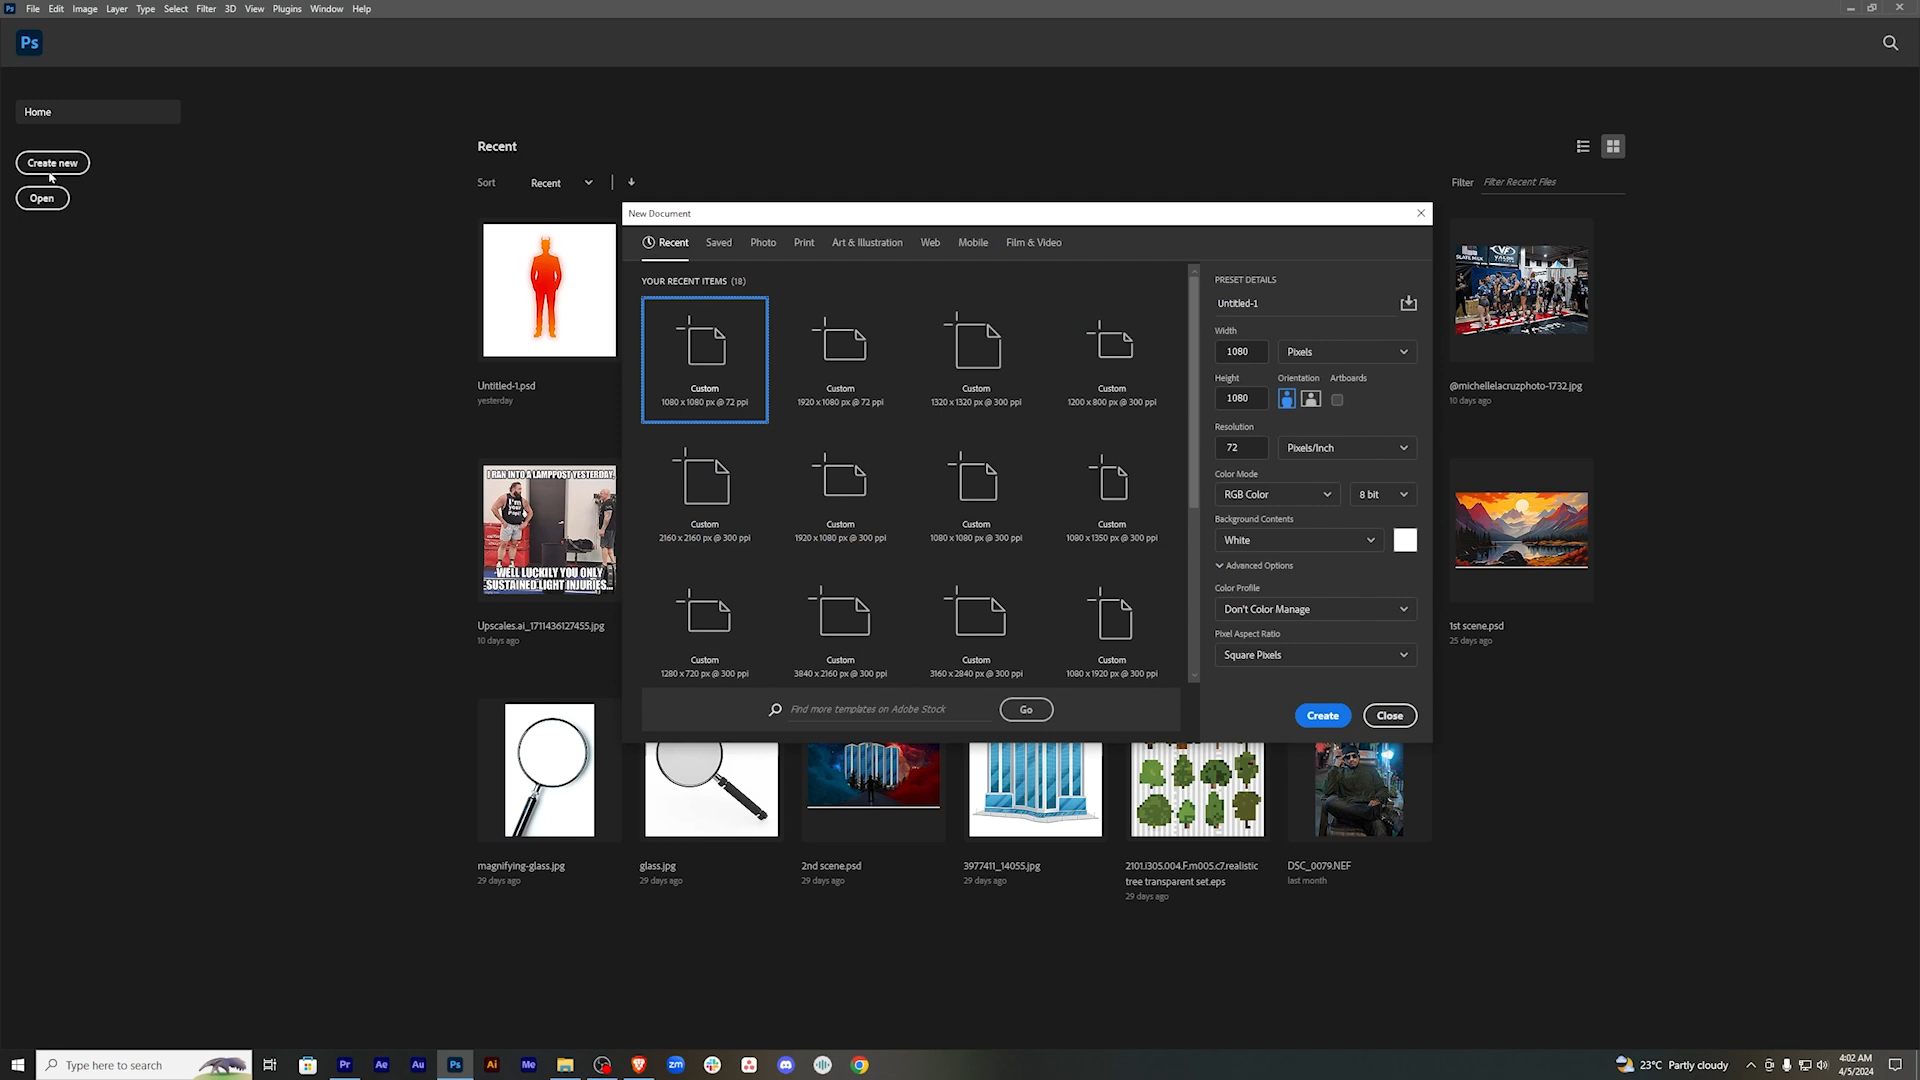 Ps File Edit Image Layer Type Select Filter 3D View Plugins Window Help
Ps
Home
Create new
Open
Recent
Sort Recent
Filter Filter Recent Files
New Document
Recent Saved Photo Print Art & Illustration Web Mobile Film & Video
YOUR RECENT ITEMS (18)
Custom
1080 x 1080 px @ 72 ppi
Custom
1920 x 1080 px @ 72 ppi
Custom
1320 x 1320 px @ 300 ppi
Custom
1200 x 800 px @ 300 ppi
Custom
2160 x 2160 px @ 300 ppi
Custom
1920 x 1080 px @ 300 ppi
Custom
1080 x 1080 px @ 300 ppi
Custom
1080 x 1350 px @ 300 ppi
Custom
1280 x 720 px @ 300 ppi
Custom
3840 x 2160 px @ 300 ppi
Custom
3160 x 2840 px @ 300 ppi
Custom
1080 x 1920 px @ 300 ppi
Find more templates on Adobe Stock
Go
PRESET DETAILS
Untitled-1
Width
1080 Pixels
Height Orientation Artboards
1080
Resolution
72 Pixels/Inch
Color Mode
RGB Color 8 bit
Background Contents
White
Advanced Options
Color Profile
Don't Color Manage
Pixel Aspect Ratio
Square Pixels
Create Close
Untitled-1.psd
yesterday
@michellelacruzphoto-1732.jpg
10 days ago
I RAN INTO A LAMPPOST YESTERDAY,
I'm
your
Papi!
WELL LUCKILY YOU ONLY
SUSTAINED LIGHT INJURIES...
Upscales.ai_1711436127455.jpg
10 days ago
1st scene.psd
25 days ago
magnifying-glass.jpg
29 days ago
glass.jpg
29 days ago
2nd scene.psd
29 days ago
3977411_14055.jpg
29 days ago
2101.i305.004.F.m005.c7.realistic
tree transparent set.eps
29 days ago
DSC_0079.NEF
last month
Type here to search
Pr Ae Au Ps Ai Me zm
23°C Partly cloudy
4:02 AM
4/5/2024